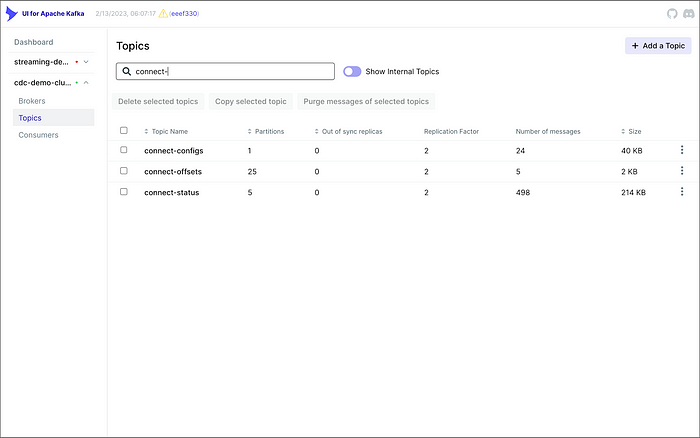 UI for Apache Kafka 2/13/2023, 06:07:17 (eeef330)
Dashboard
streaming-de...
cdc-demo-clu...
Brokers
Topics
Consumers
Topics
+ Add a Topic
connect-
Show Internal Topics
Delete selected topics Copy selected topic Purge messages of selected topics
Topic Name Partitions Out of sync replicas Replication Factor Number of messages Size
connect-configs 1 0 2 24 40 KB
connect-offsets 25 0 2 5 2 KB
connect-status 5 0 2 498 214 KB